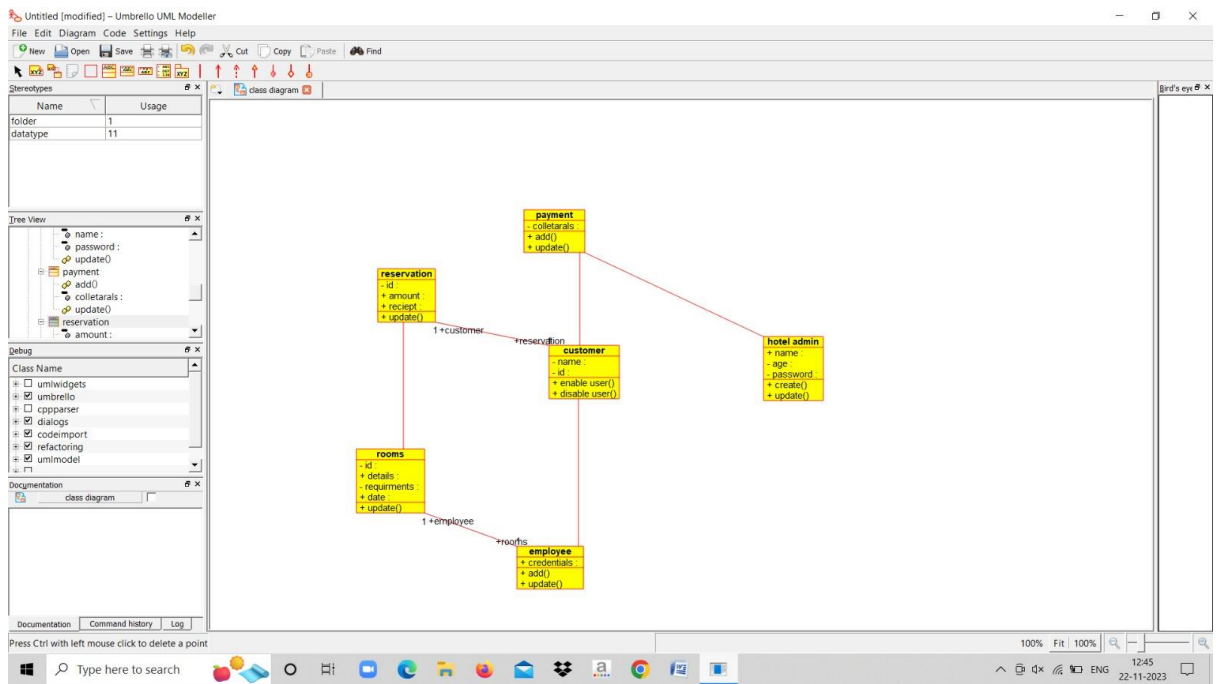 Untitled [modified] – Umbrello UML Modeller
File Edit Diagram Code Settings Help
New Open Save Cut Copy Paste Find
Stereotypes
Name Usage
folder 1
datatype 11
Tree View
name :
password :
update()
payment
add()
colletarals :
update()
reservation
amount :
Debug
Class Name
umlwidgets
umbrello
cppparser
dialogs
codeimport
refactoring
umlmodel
Documentation
class diagram
Documentation Command history Log
class diagram
Bird's eye
payment
- colletarals :
+ add()
+ update()
reservation
- id :
+ amount :
+ reciept :
+ update()
1 +customer
+reservation
customer
- name :
- id :
+ enable user()
+ disable user()
hotel admin
+ name :
- age :
- password :
+ create()
+ update()
rooms
- id :
+ details :
- requirments :
+ date :
+ update()
1 +employee
+rooms
employee
+ credentials :
+ add()
+ update()
Press Ctrl with left mouse click to delete a point
100% Fit 100%
Type here to search
a
ENG
12:45
22-11-2023